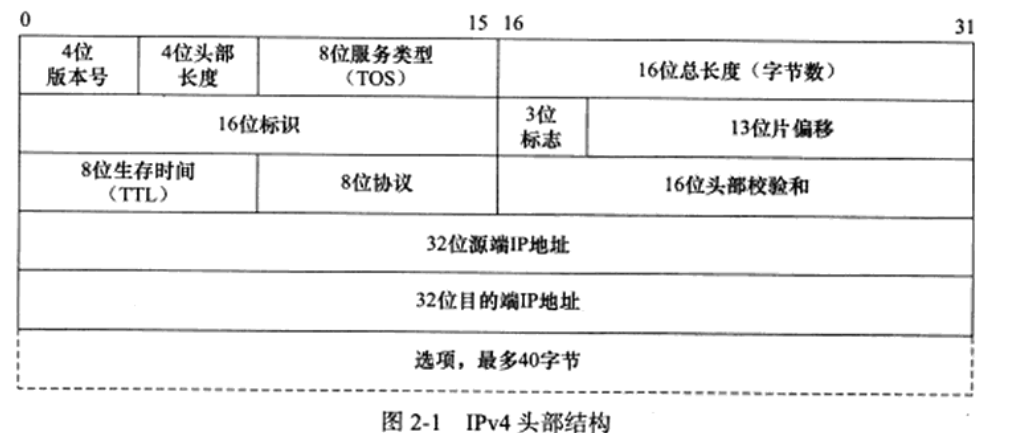 0 15 16 31
4位
版本号
4位头部
长度
8位服务类型
（TOS）
16位总长度（字节数）
16位标识
3位
标志
13位片偏移
8位生存时间
（TTL）
8位协议
16位头部校验和
32位源端IP地址
32位目的端IP地址
选项，最多40字节
图 2-1 IPv4 头部结构